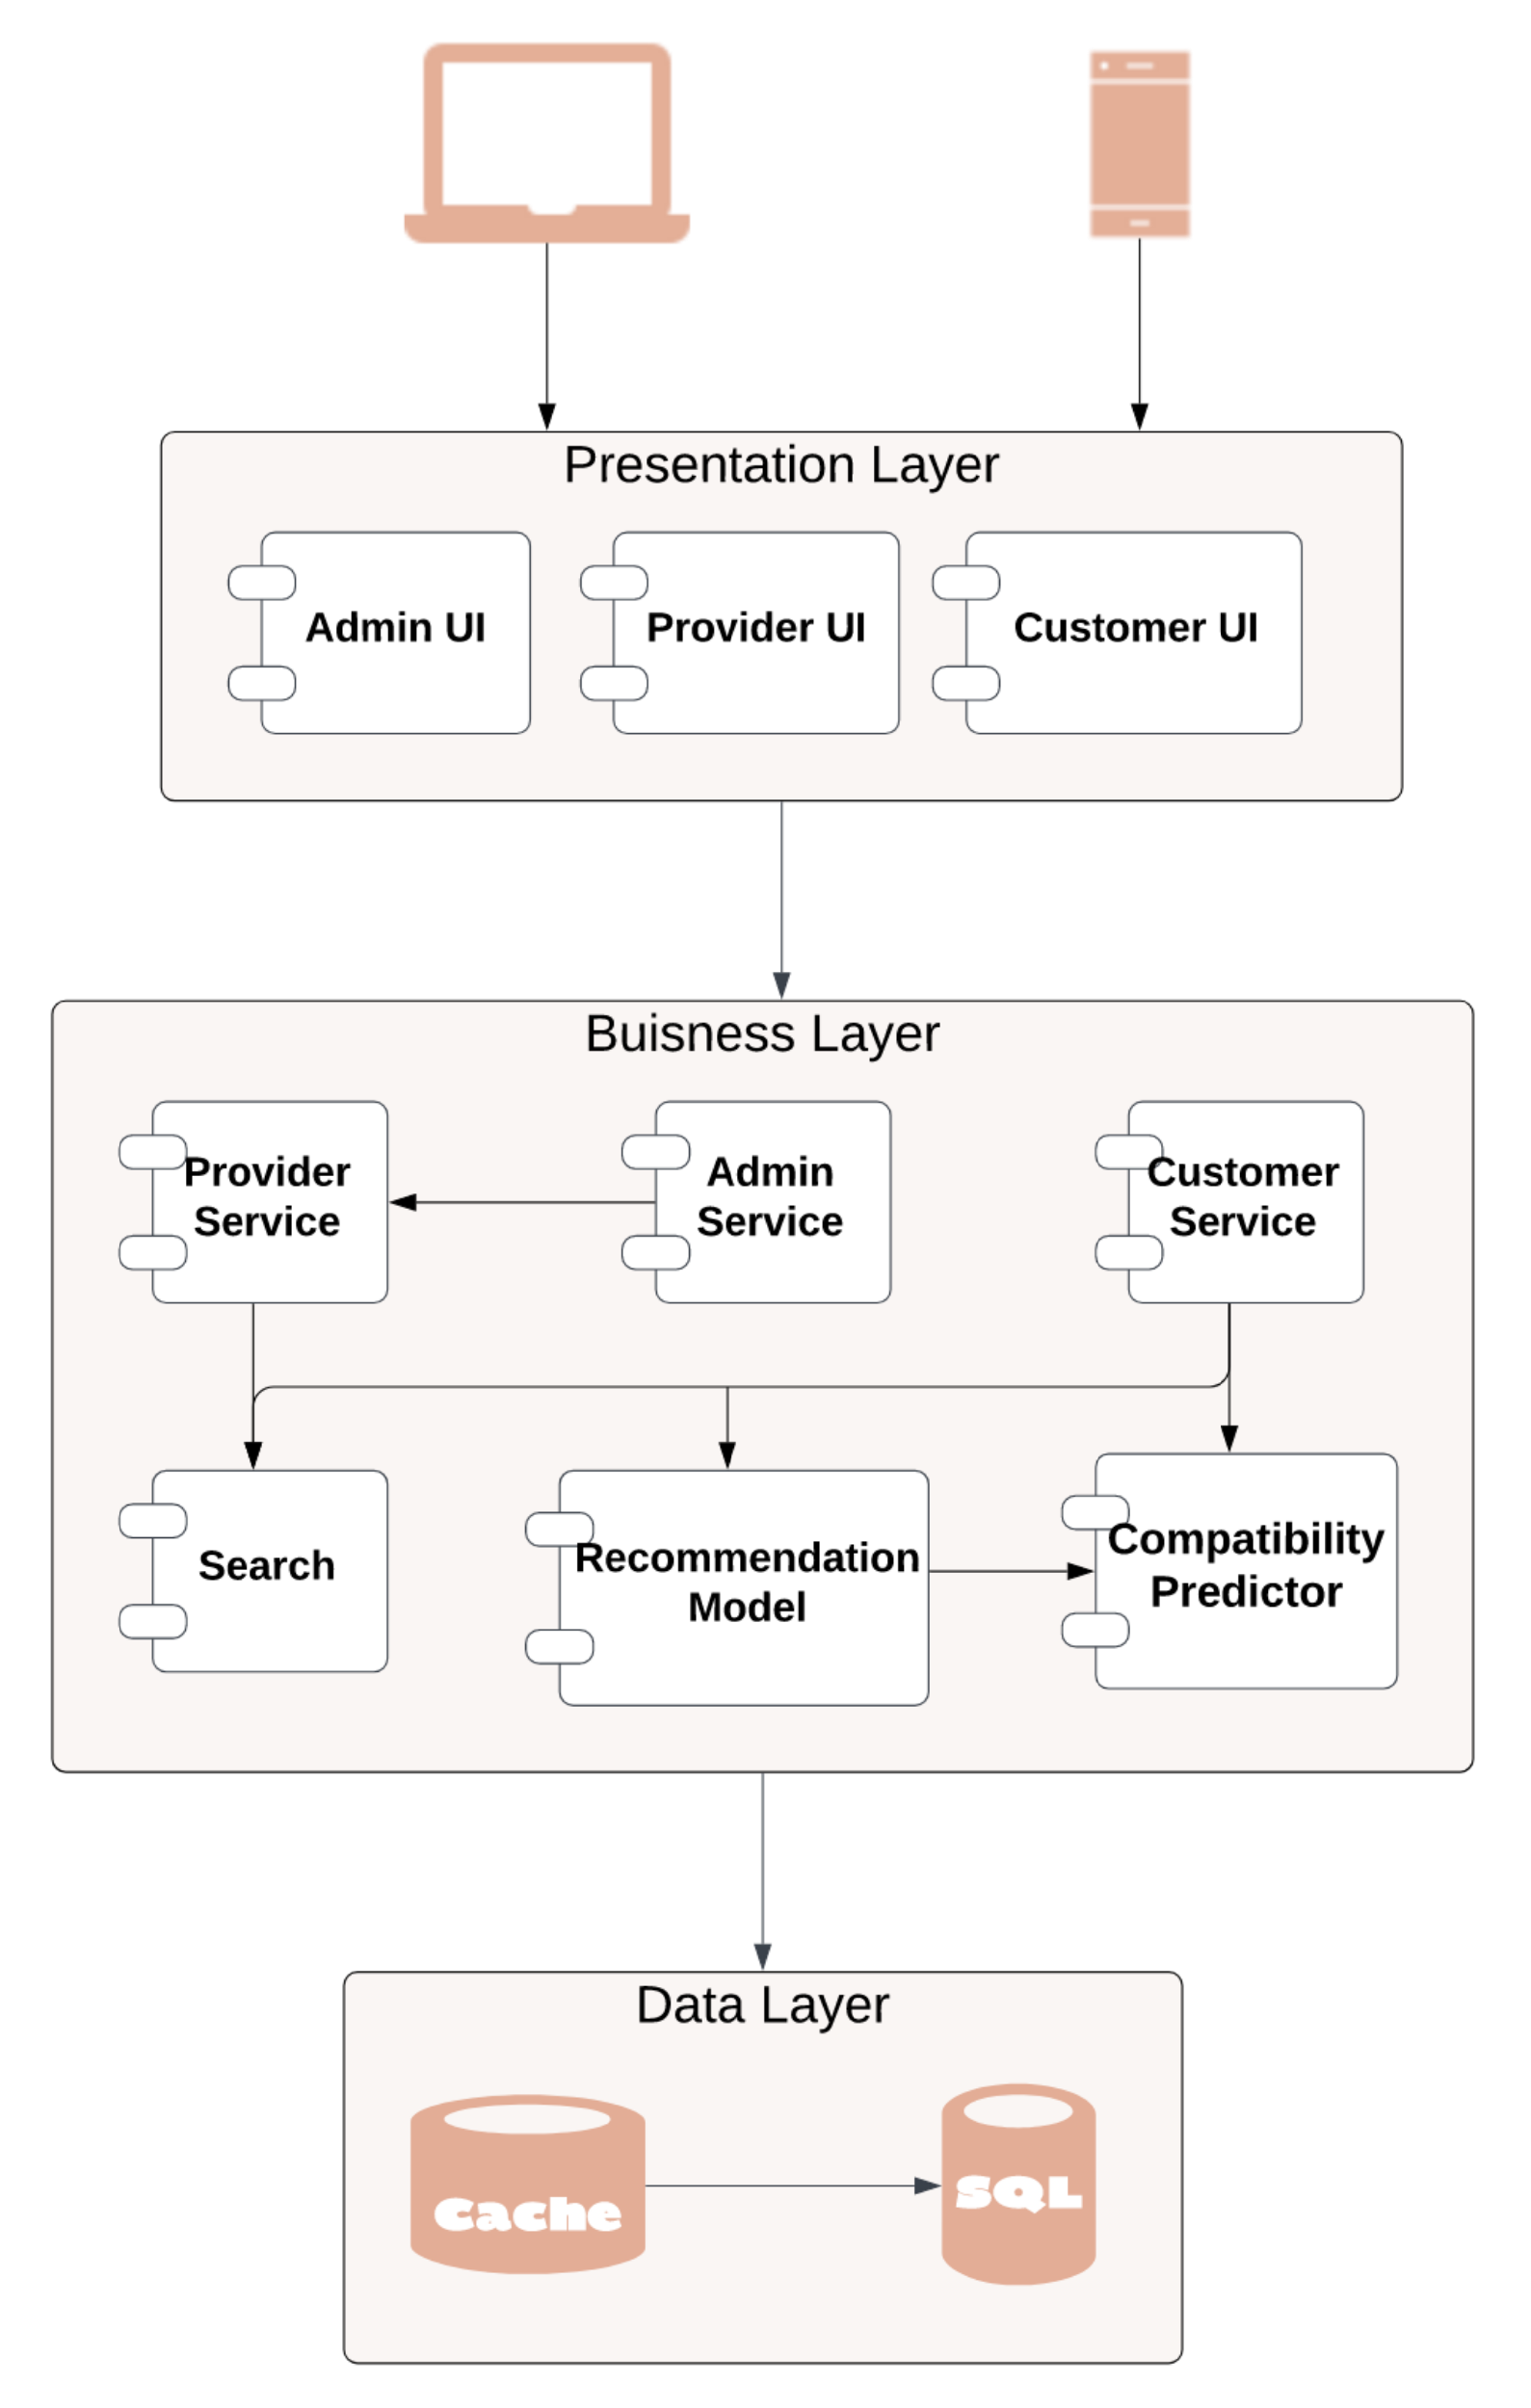 Presentation Layer
Admin UI
Provider UI
Customer UI
Buisness Layer
Provider
Service
Admin
Service
Customer
Service
Search
Recommendation
Model
Compatibility
Predictor
Data Layer
Cache
SQL